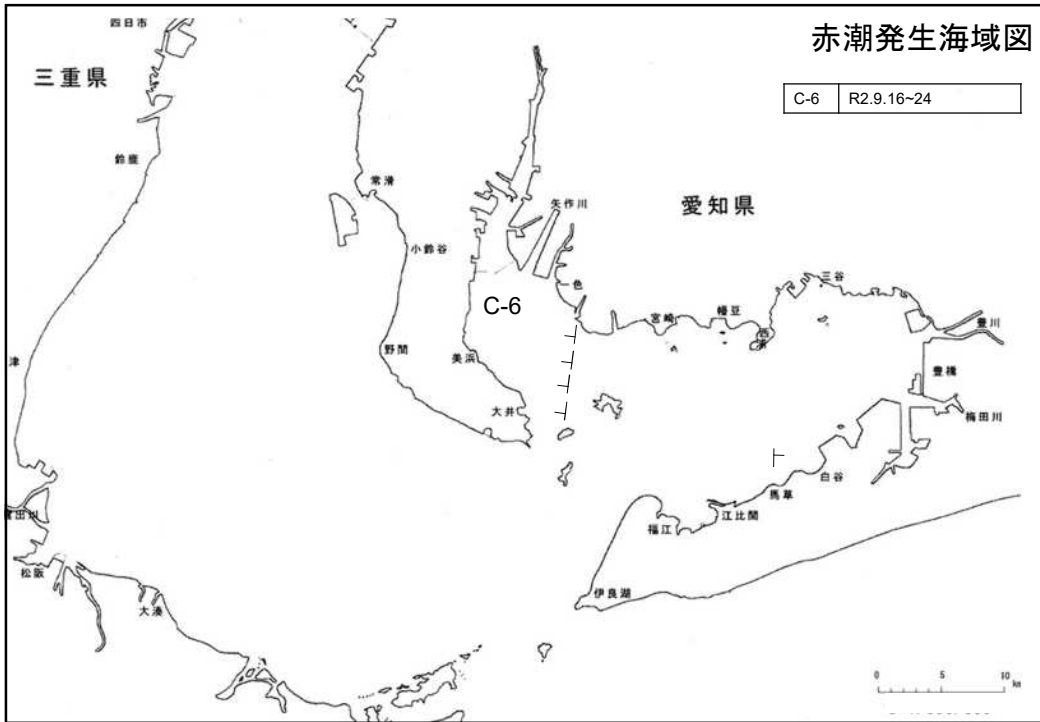 赤潮発生海域図
C-6 R2.9.16~24
四日市
三重県
鈴鹿
常滑
矢作川
愛知県
小鈴谷
一色
三谷
C-6
宮崎
幡豆
西浦
豊川
津
野間
美浜
豊橋
大井
梅田川
白谷
馬草
福江
江比間
松阪
伊良湖
大湊
0 5 10 km